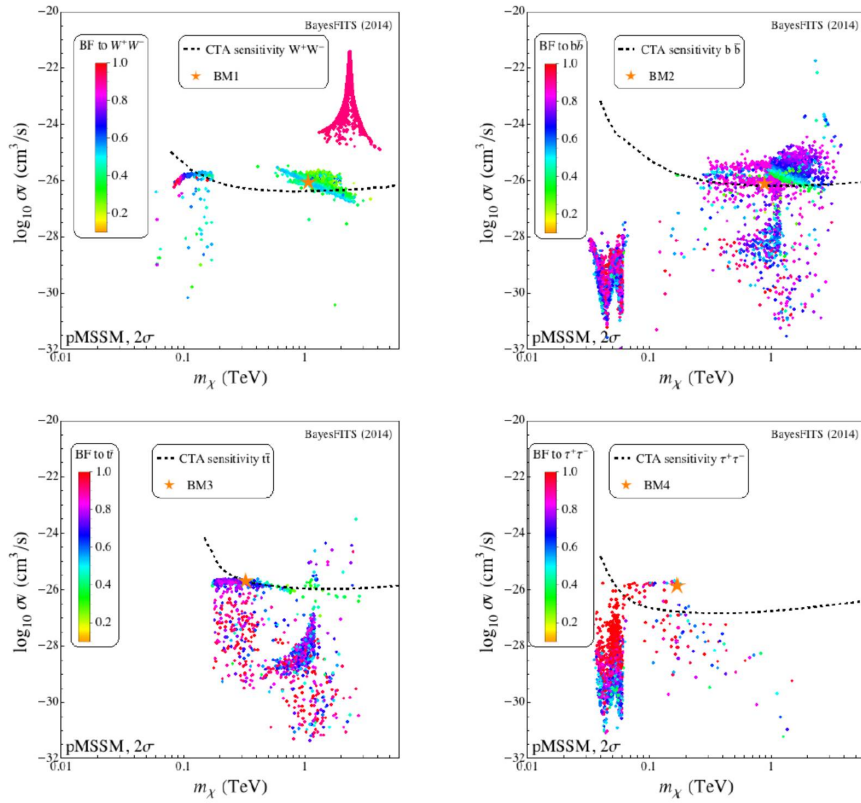 BayesFITS (2014)
BF to W⁺W⁻
1.0
0.8
0.6
0.4
0.2
CTA sensitivity W⁺W⁻
BM1
-20
-22
-24
-26
-28
-30
-32
log₁₀ σv (cm³/s)
pMSSM, 2σ
0.01
0.1
1
mχ (TeV)
BayesFITS (2014)
BF to bb̄
1.0
0.8
0.6
0.4
0.2
CTA sensitivity b b̄
BM2
-20
-22
-24
-26
-28
-30
-32
log₁₀ σv (cm³/s)
pMSSM, 2σ
0.01
0.1
1
mχ (TeV)
BayesFITS (2014)
BF to tt̄
1.0
0.8
0.6
0.4
0.2
CTA sensitivity tt̄
BM3
-20
-22
-24
-26
-28
-30
-32
log₁₀ σv (cm³/s)
pMSSM, 2σ
0.01
0.1
1
mχ (TeV)
BayesFITS (2014)
BF to τ⁺τ⁻
1.0
0.8
0.6
0.4
0.2
CTA sensitivity τ⁺τ⁻
BM4
-20
-22
-24
-26
-28
-30
-32
log₁₀ σv (cm³/s)
pMSSM, 2σ
0.01
0.1
1
mχ (TeV)